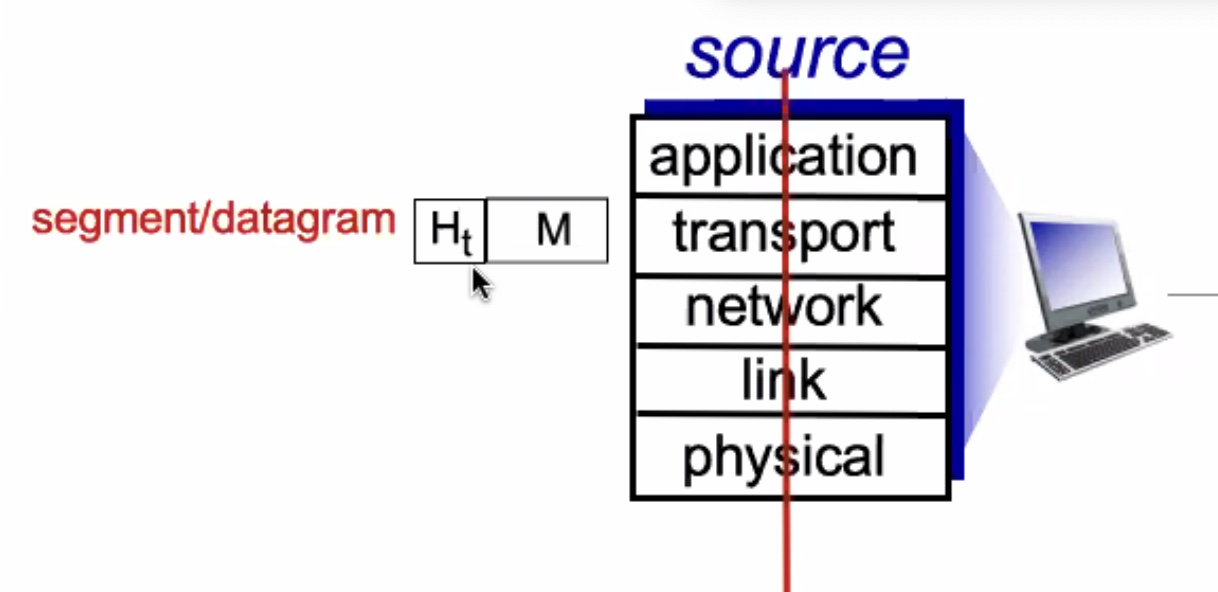 source
application
segment/datagram Ht M transport
network
link
physical